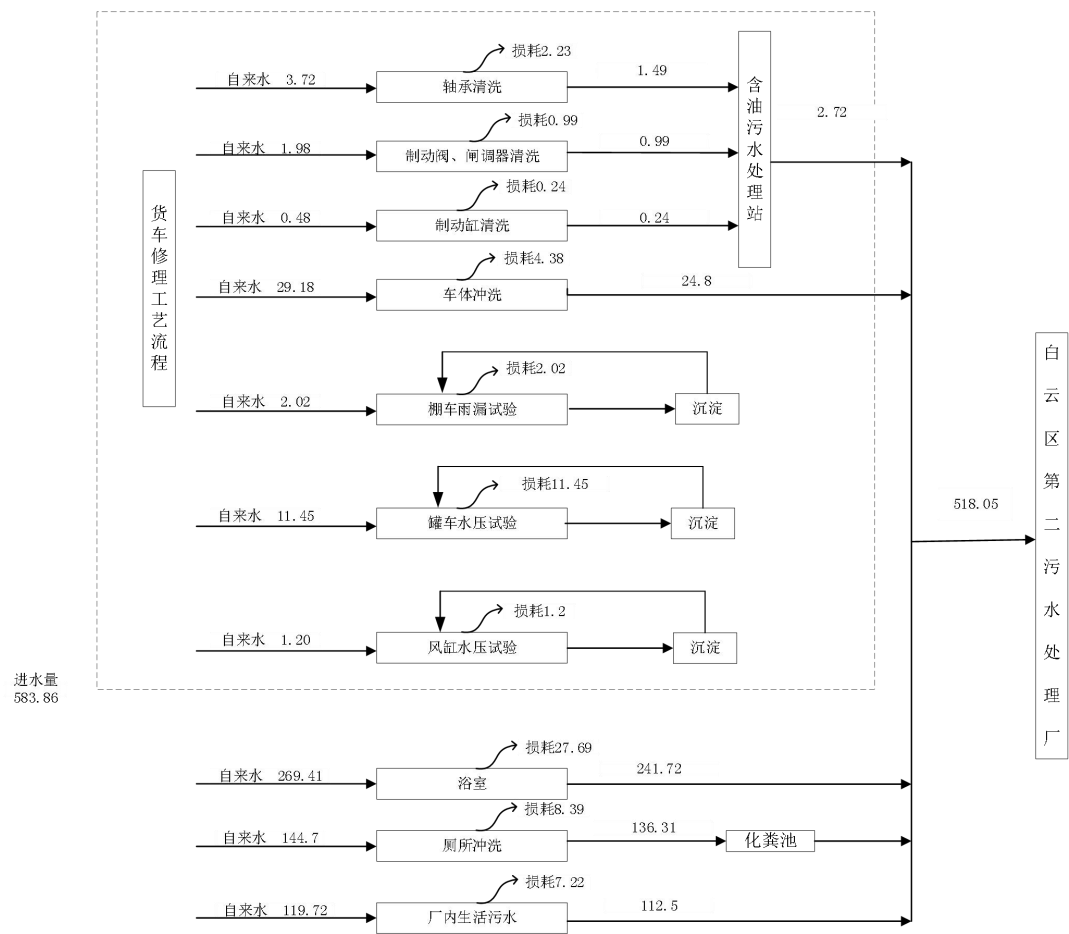 损耗2.23
自来水 3.72
轴承清洗
1.49
损耗0.99
自来水 1.98
制动阀、闸调器清洗
0.99
损耗0.24
自来水 0.48
制动缸清洗
0.24
含油污水处理站
2.72
损耗4.38
自来水 29.18
车体冲洗
24.8
货车修理工艺流程
损耗2.02
自来水 2.02
棚车雨漏试验
沉淀
损耗11.45
自来水 11.45
罐车水压试验
沉淀
损耗1.2
自来水 1.20
风缸水压试验
沉淀
进水量
583.86
损耗27.69
自来水 269.41
浴室
241.72
损耗8.39
自来水 144.7
厕所冲洗
136.31
化粪池
损耗7.22
自来水 119.72
厂内生活污水
112.5
518.05
白云区第二污水处理厂